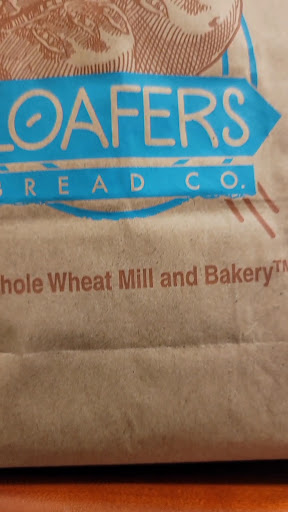 LOAFERS
BREAD CO.
hole Wheat Mill and Bakery™